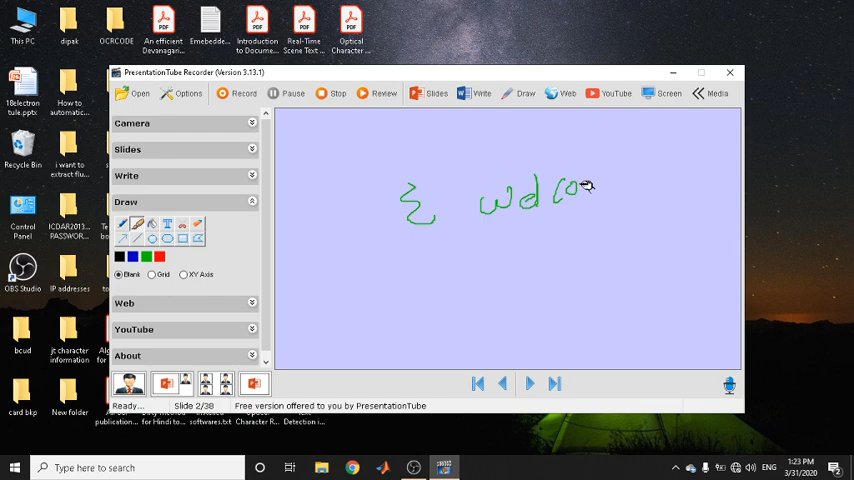 This PC
dipak
OCRCODE
An efficient Devanagari...
Emebedde...
Introduction to Docume...
Real-Time Scene Text ...
Optical Character...
18electron tule.pptx
How to automatic...
Recycle Bin
i want to extract flu...
Control Panel
ICDAR2013... PASSWOR...
OBS Studio
IP addresses
bcud
jt character information
card bkp
New folder
publication...
Hindi to
softwares.txt
Character R...
Detection i...
PresentationTube Recorder (Version 3.13.1)
Open Options Record Pause Stop Review Slides Write Draw Web YouTube Screen Media
Camera
Slides
Write
Draw
Blank Grid XY Axis
Web
YouTube
About
Ready... Slide 2/38 Free version offered to you by PresentationTube
Type here to search
ENG
1:23 PM
3/31/2020